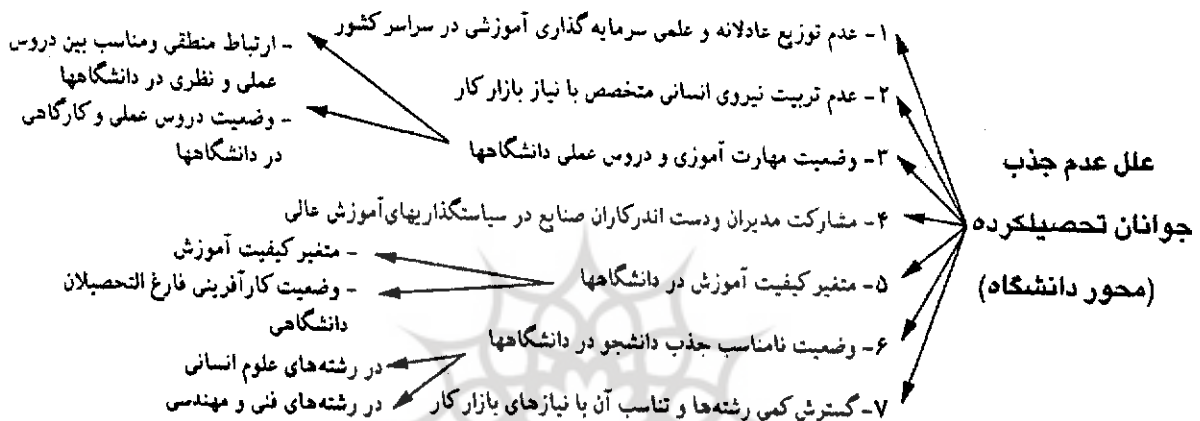 علل عدم جذب
جوانان تحصیلکرده
(محور دانشگاه)
۱- عدم توزیع عادلانه و علمی سرمایه گذاری آموزشی در سراسر کشور
۲- عدم تربیت نیروی انسانی متخصص با نیاز بازار کار
۳- وضعیت مهارت آموزی و دروس عملی دانشگاهها
- ارتباط منطقی ومناسب بین دروس
عملی و نظری در دانشگاهها
- وضعیت دروس عملی و کارگاهی
در دانشگاهها
۴- مشارکت مدیران ودست اندرکاران صنایع در سیاستگذاریهای آموزش عالی
۵- متغیر کیفیت آموزش در دانشگاهها
- متغیر کیفیت آموزش
- وضعیت کارآفرینی فارغ التحصیلان
دانشگاهی
۶- وضعیت نامناسب جذب دانشجو در دانشگاهها
در رشته‌های علوم انسانی
در رشته‌های فنی و مهندسی
۷- گسترش کمی رشته‌ها و تناسب آن با نیازهای بازار کار